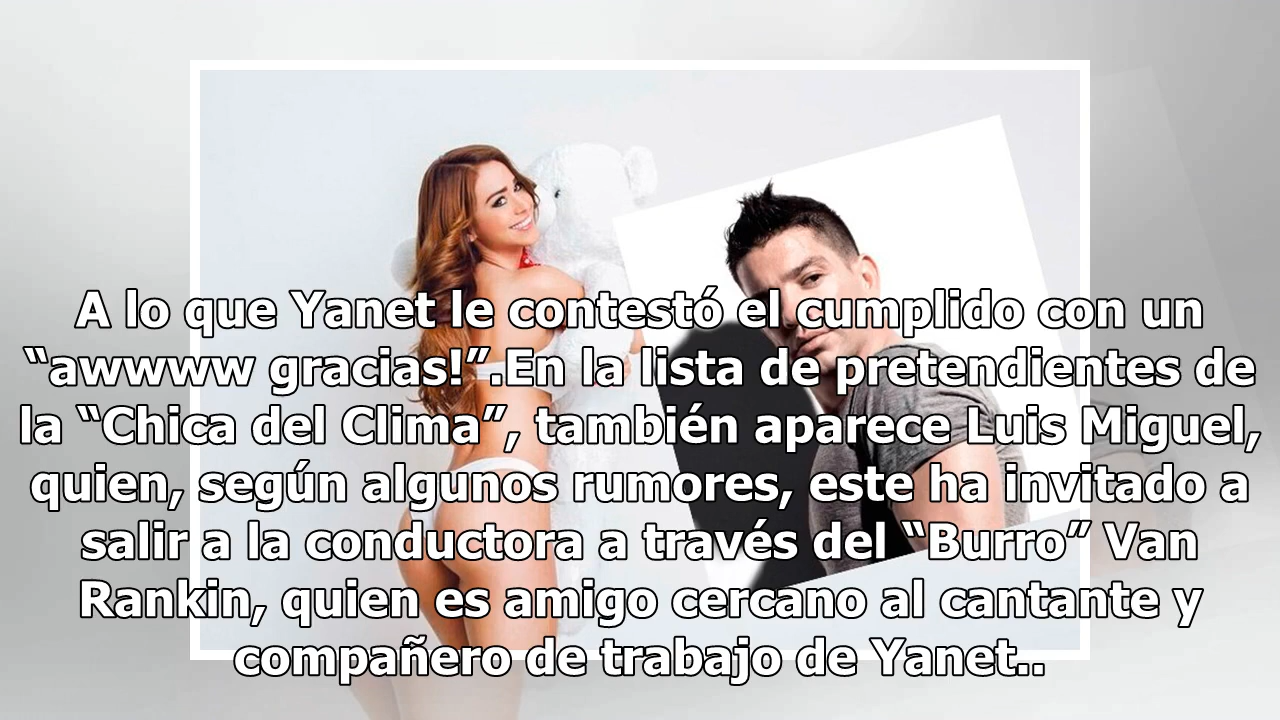 A lo que Yanet le contestó el cumplido con un
“awwww gracias!”.En la lista de pretendientes de
la “Chica del Clima”, también aparece Luis Miguel,
quien, según algunos rumores, este ha invitado a
salir a la conductora a través del “Burro” Van
Rankin, quien es amigo cercano al cantante y
compañero de trabajo de Yanet..